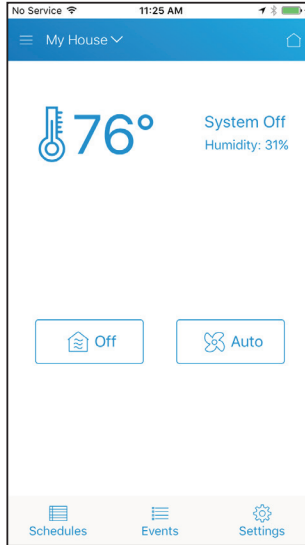 No Service 11:25 AM
My House
76°
System Off
Humidity: 31%
Off
Auto
Schedules Events Settings